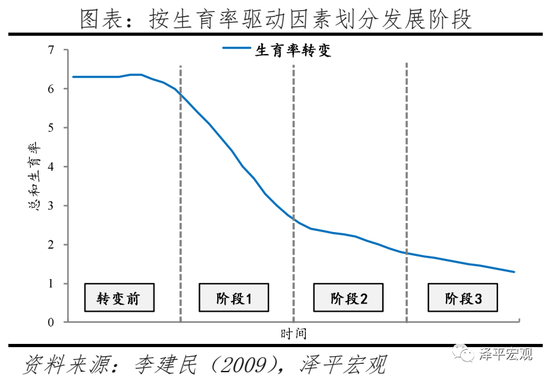 图表：按生育率驱动因素划分发展阶段
生育率转变
总和生育率
7
6
5
4
3
2
1
0
转变前
阶段1
阶段2
阶段3
时间
资料来源：李建民（2009），泽平宏观
泽平宏观